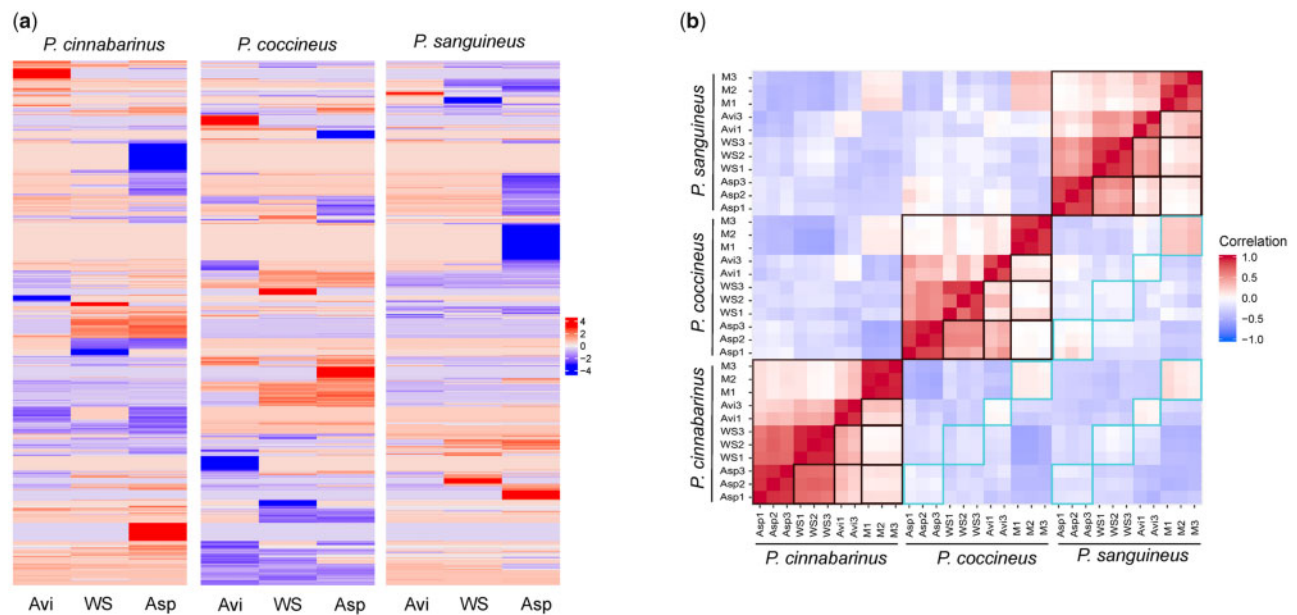 (a)
P. cinnabarinus
P. coccineus
P. sanguineus
4
2
0
−2
−4
Avi WS Asp
Avi WS Asp
Avi WS Asp
(b)
P. sanguineus
M3
M2
M1
Avi3
Avi1
WS3
WS2
WS1
Asp3
Asp2
Asp1
P. coccineus
M3
M2
M1
Avi3
Avi1
WS3
WS2
WS1
Asp3
Asp2
Asp1
P. cinnabarinus
M3
M2
M1
Avi3
Avi1
WS3
WS2
WS1
Asp3
Asp2
Asp1
Asp1 Asp2 Asp3 WS1 WS2 WS3 Avi1 Avi3 M1 M2 M3 Asp1 Asp2 Asp3 WS1 WS2 WS3 Avi1 Avi3 M1 M2 M3 Asp1 Asp2 Asp3 WS1 WS2 WS3 Avi1 Avi3 M1 M2 M3
P. cinnabarinus P. coccineus P. sanguineus
Correlation
1.0
0.5
0.0
−0.5
−1.0